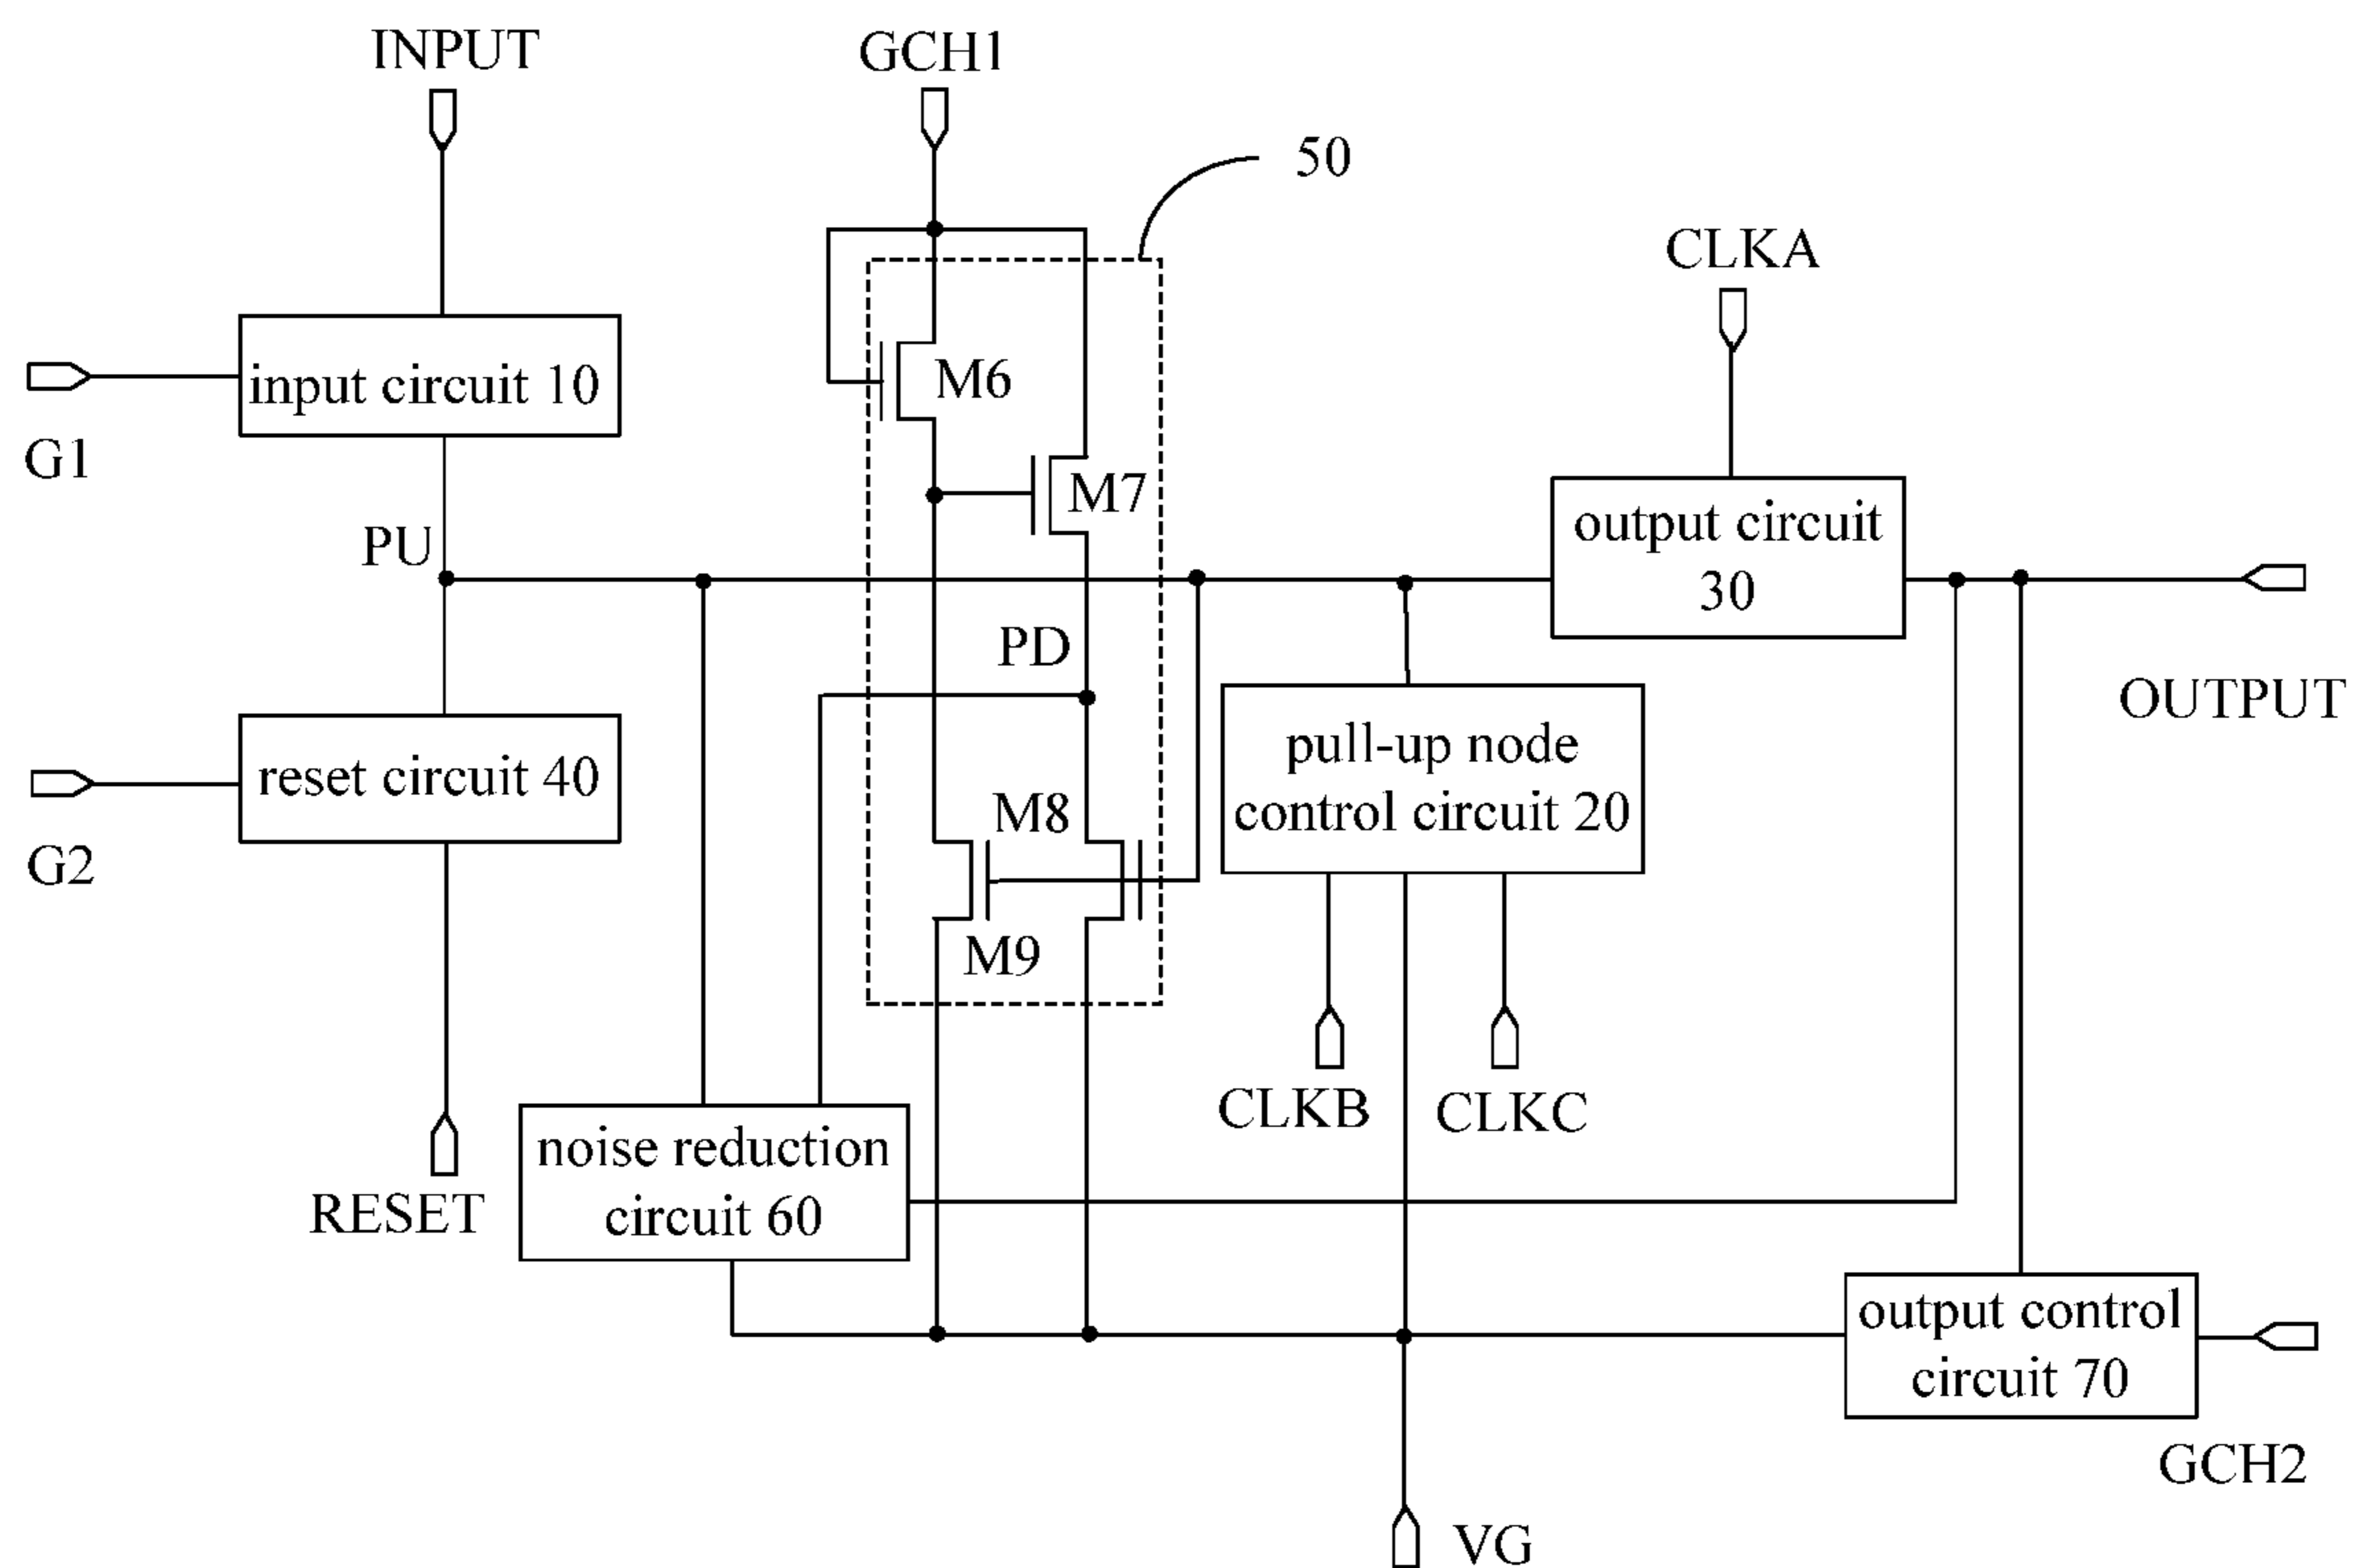 INPUT
GCH1
50
CLKA
input circuit 10
M6
G1
M7
output circuit
30
PU
PD
OUTPUT
pull-up node
control circuit 20
reset circuit 40
M8
G2
M9
CLKB
CLKC
noise reduction
circuit 60
RESET
output control
circuit 70
GCH2
VG